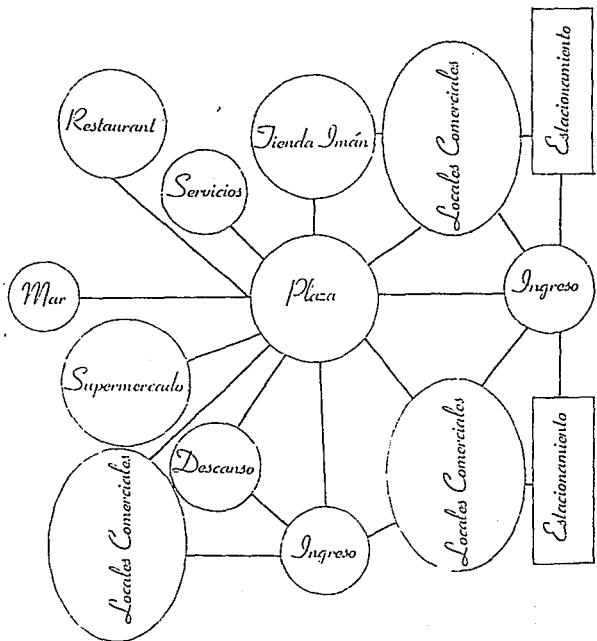 Restaurant
Servicios
Tienda Imán
Locales Comerciales
Estacionamiento
Mar
Plaza
Ingreso
Supermercado
Descanso
Locales Comerciales
Locales Comerciales
Estacionamiento
Ingreso